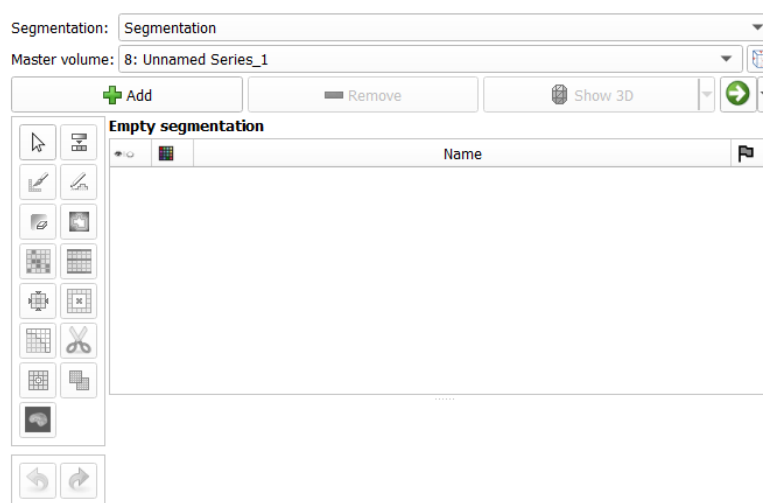 Segmentation: Segmentation
Master volume: 8: Unnamed Series_1
Add Remove Show 3D
Empty segmentation
Name